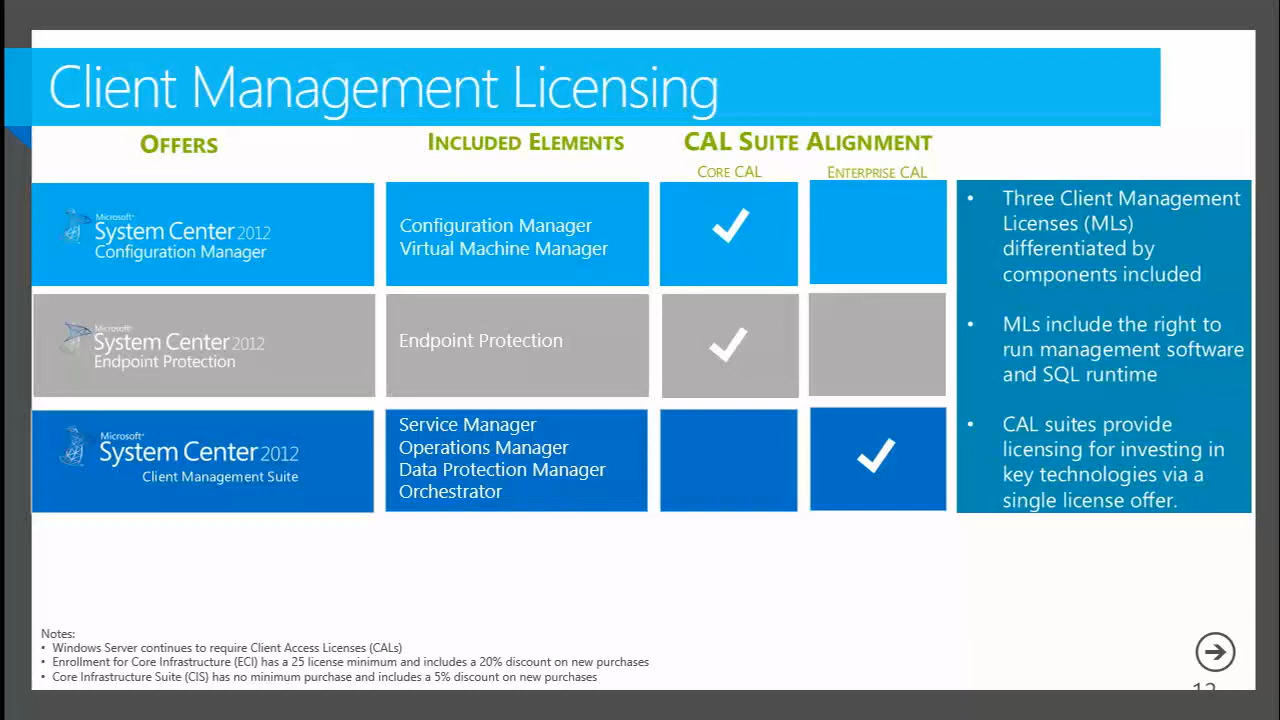 Client Management Licensing
OFFERS
INCLUDED ELEMENTS
CAL SUITE ALIGNMENT
CORE CAL
ENTERPRISE CAL
Microsoft®
System Center 2012
Configuration Manager
Configuration Manager
Virtual Machine Manager
Microsoft®
System Center 2012
Endpoint Protection
Endpoint Protection
Microsoft®
System Center 2012
Client Management Suite
Service Manager
Operations Manager
Data Protection Manager
Orchestrator
• Three Client Management
Licenses (MLs)
differentiated by
components included
• MLs include the right to
run management software
and SQL runtime
• CAL suites provide
licensing for investing in
key technologies via a
single license offer.
Notes:
• Windows Server continues to require Client Access Licenses (CALs)
• Enrollment for Core Infrastructure (ECI) has a 25 license minimum and includes a 20% discount on new purchases
• Core Infrastructure Suite (CIS) has no minimum purchase and includes a 5% discount on new purchases